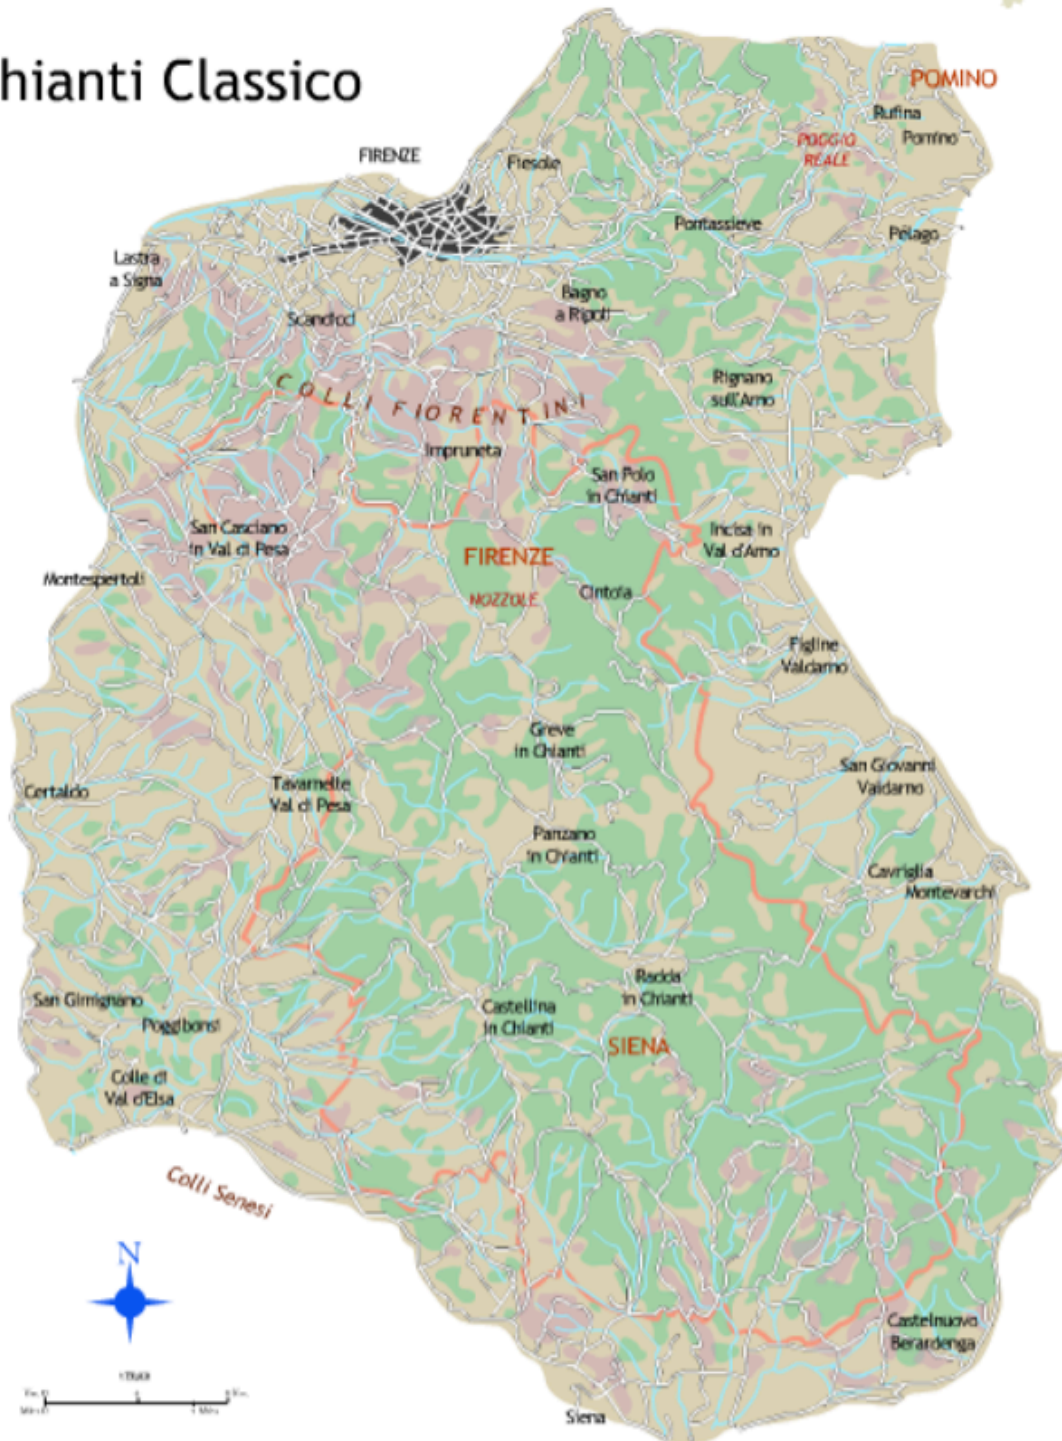 hianti Classico
POMINO
Rufina
Pomino
POGGIO
REALE
FIRENZE
Fiesole
Pontassieve
Pelago
Lastra
a Signa
Bagno
a Ripoli
Scandicci
Rignano
sull'Arno
COLLI FIORENTINI
Impruneta
San Polo
in Chianti
San Casciano
in Val di Pesa
Incisa in
Val d'Arno
FIRENZE
Montespertoli
NOZZOLE
Cintoia
Figline
Valdarno
Greve
in Chianti
San Giovanni
Valdarno
Certaldo
Tavarnelle
Val di Pesa
Panzano
in Chianti
Cavriglia
Montevarchi
San Gimignano
Radda
in Chianti
Castellina
in Chianti
Poggibonsi
SIENA
Colle di
Val d'Elsa
Colli Senesi
N
Castelnuovo
Berardenga
Siena